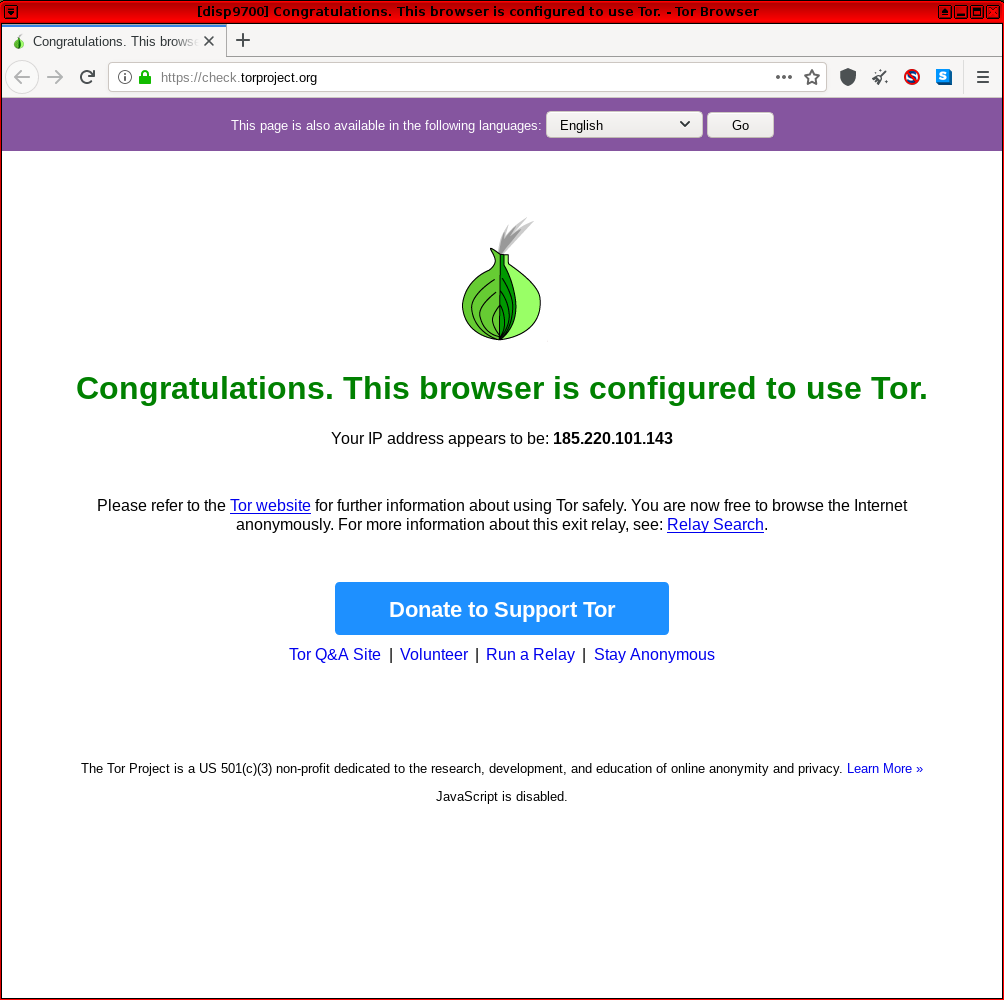 [disp9700] Congratulations. This browser is configured to use Tor. - Tor Browser
Congratulations. This brows
https://check.torproject.org
This page is also available in the following languages: English Go
Congratulations. This browser is configured to use Tor.
Your IP address appears to be: 185.220.101.143
Please refer to the Tor website for further information about using Tor safely. You are now free to browse the Internet
anonymously. For more information about this exit relay, see: Relay Search.
Donate to Support Tor
Tor Q&A Site | Volunteer | Run a Relay | Stay Anonymous
The Tor Project is a US 501(c)(3) non-profit dedicated to the research, development, and education of online anonymity and privacy. Learn More »
JavaScript is disabled.